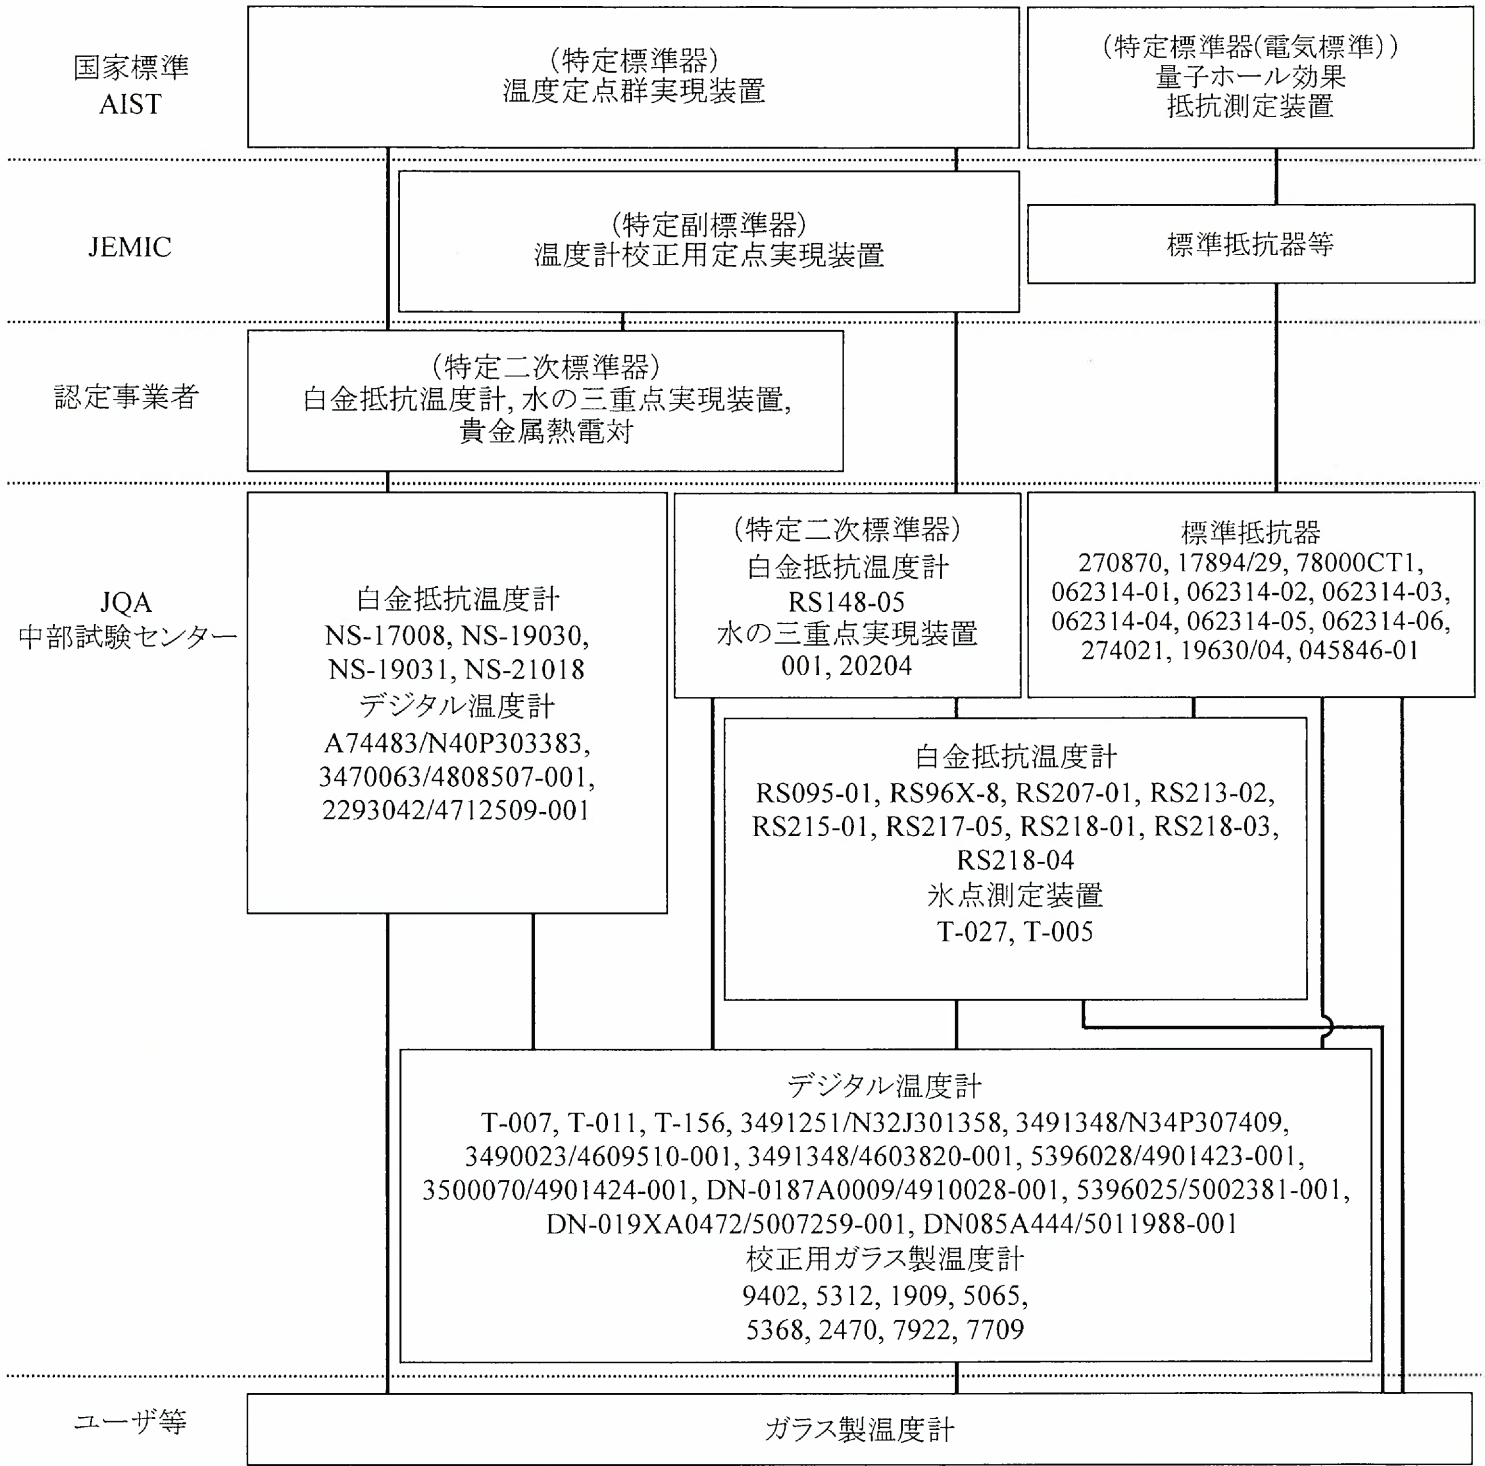 国家標準
AIST
(特定標準器)
温度定点群実現装置
(特定標準器(電気標準))
量子ホール効果
抵抗測定装置
JEMIC
(特定副標準器)
温度計校正用定点実現装置
標準抵抗器等
認定事業者
(特定二次標準器)
白金抵抗温度計, 水の三重点実現装置,
貴金属熱電対
JQA
中部試験センター
白金抵抗温度計
NS-17008, NS-19030,
NS-19031, NS-21018
デジタル温度計
A74483/N40P303383,
3470063/4808507-001,
2293042/4712509-001
(特定二次標準器)
白金抵抗温度計
RS148-05
水の三重点実現装置
001, 20204
標準抵抗器
270870, 17894/29, 78000CT1,
062314-01, 062314-02, 062314-03,
062314-04, 062314-05, 062314-06,
274021, 19630/04, 045846-01
白金抵抗温度計
RS095-01, RS96X-8, RS207-01, RS213-02,
RS215-01, RS217-05, RS218-01, RS218-03,
RS218-04
氷点測定装置
T-027, T-005
デジタル温度計
T-007, T-011, T-156, 3491251/N32J301358, 3491348/N34P307409,
3490023/4609510-001, 3491348/4603820-001, 5396028/4901423-001,
3500070/4901424-001, DN-0187A0009/4910028-001, 5396025/5002381-001,
DN-019XA0472/5007259-001, DN085A444/5011988-001
校正用ガラス製温度計
9402, 5312, 1909, 5065,
5368, 2470, 7922, 7709
ユーザ等
ガラス製温度計